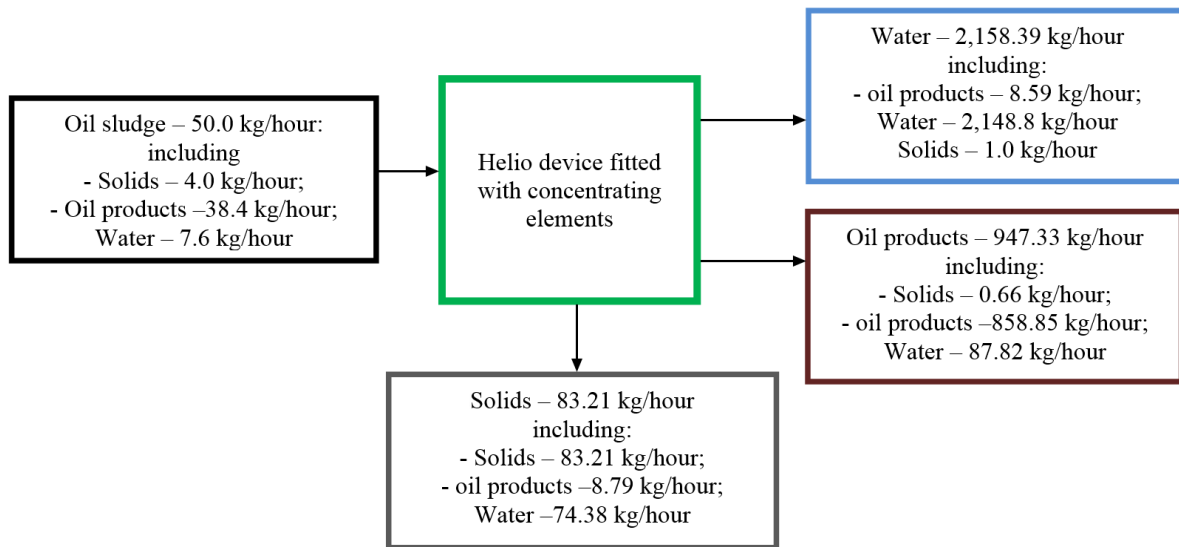 Oil sludge – 50.0 kg/hour:
including
- Solids – 4.0 kg/hour;
- Oil products –38.4 kg/hour;
Water – 7.6 kg/hour
Helio device fitted
with concentrating
elements
Water – 2,158.39 kg/hour
including:
- oil products – 8.59 kg/hour;
Water – 2,148.8 kg/hour
Solids – 1.0 kg/hour
Oil products – 947.33 kg/hour
including:
- Solids – 0.66 kg/hour;
- oil products –858.85 kg/hour;
Water – 87.82 kg/hour
Solids – 83.21 kg/hour
including:
- Solids – 83.21 kg/hour;
- oil products –8.79 kg/hour;
Water –74.38 kg/hour